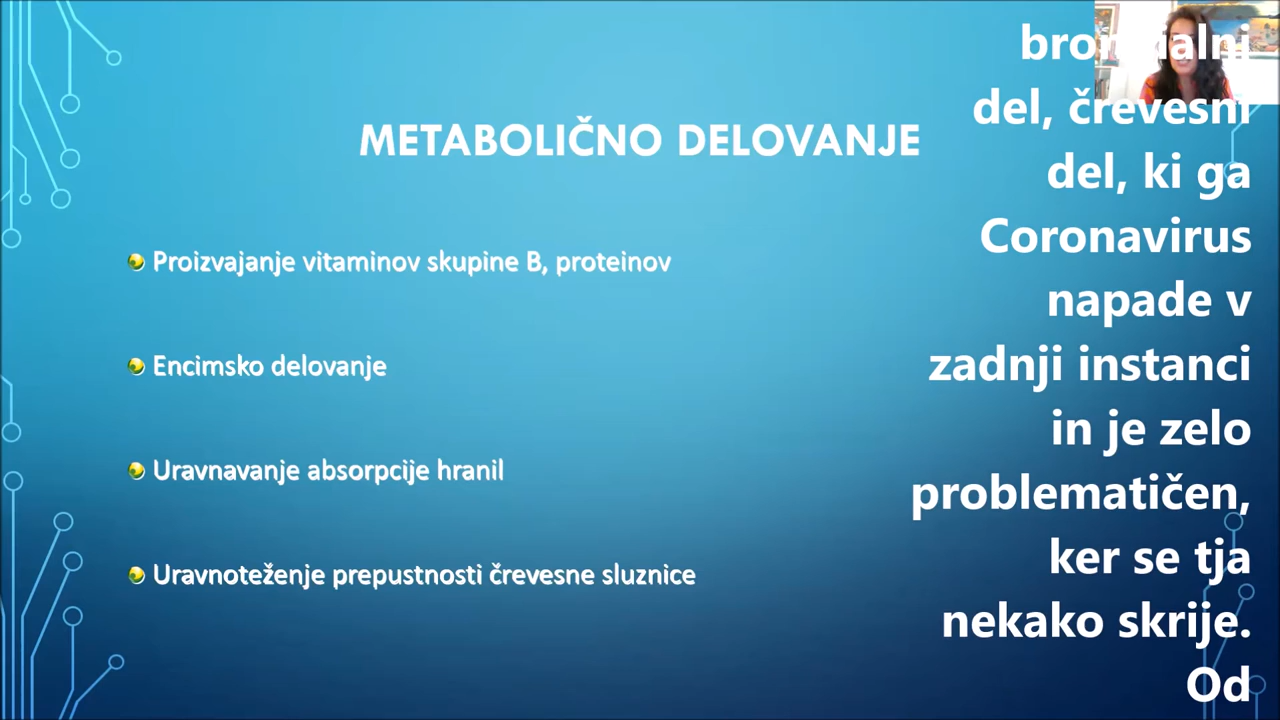 METABOLIČNO DELOVANJE
Proizvajanje vitaminov skupine B, proteinov
Encimsko delovanje
Uravnavanje absorpcije hranil
Uravnoteženje prepustnosti črevesne sluznice
del, črevesni
del, ki ga
Coronavirus
napade v
zadnji instanci
in je zelo
problematičen,
ker se tja
nekako skrije.
Od